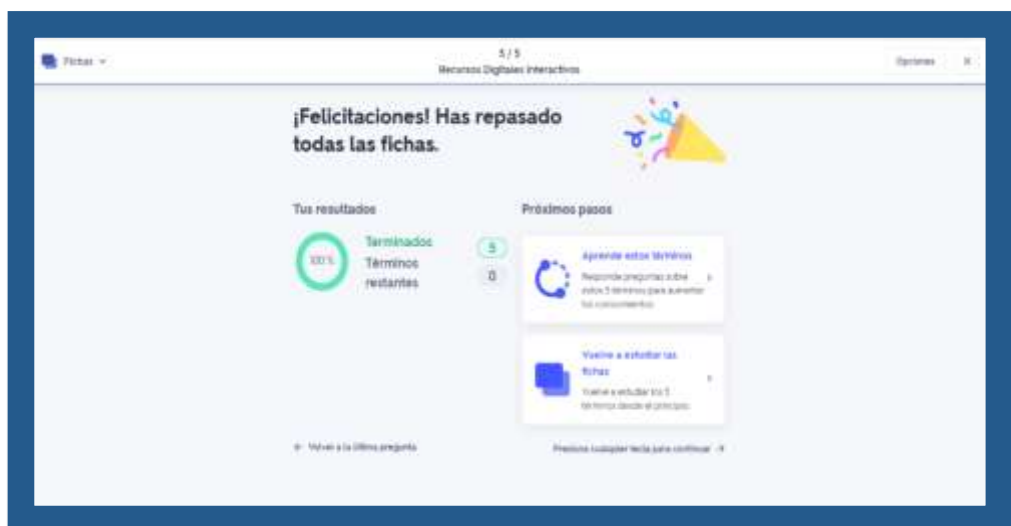 Fichas
5 / 5
Recursos Digitales Interactivos
Opciones
X
¡Felicitaciones! Has repasado
todas las fichas.
Tus resultados
100 %
Terminados
5
Términos
restantes
0
Próximos pasos
Aprende estos términos
Responde preguntas sobre
estos 5 términos para aumentar
tus conocimientos.
Vuelve a estudiar las
fichas
Vuelve a estudiar los 5
términos desde el principio.
Volver a la última pregunta
Presiona cualquier tecla para continuar